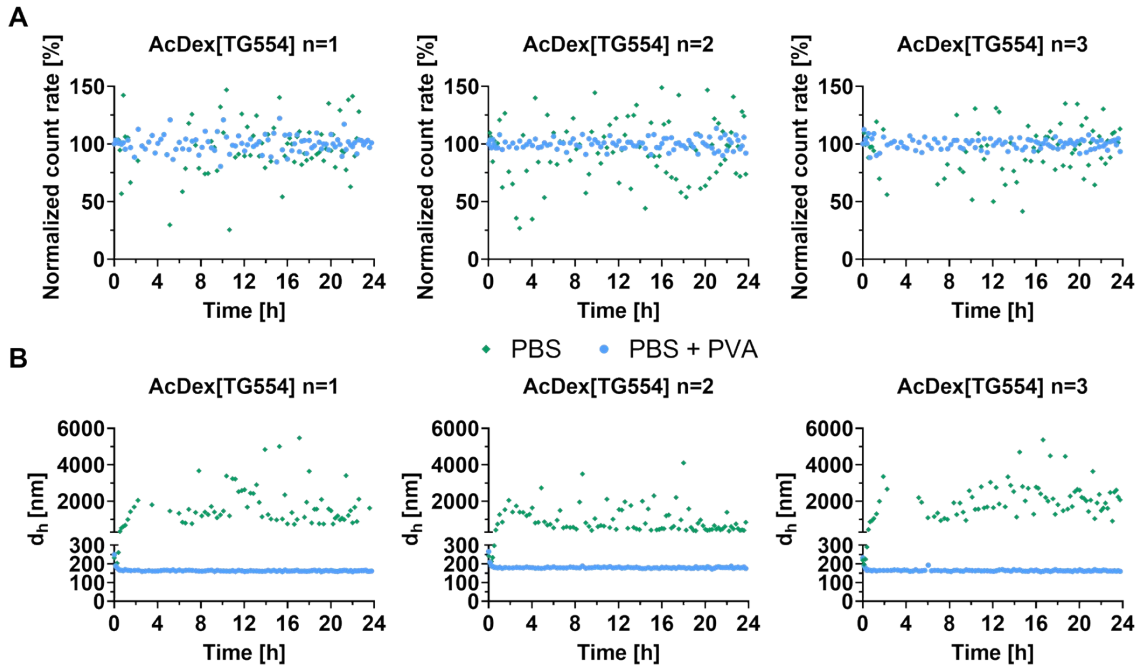 A
AcDex[TG554] n=1
AcDex[TG554] n=2
AcDex[TG554] n=3
Normalized count rate [%]
150
100
50
0
0 4 8 12 16 20 24
Time [h]
Normalized count rate [%]
150
100
50
0
0 4 8 12 16 20 24
Time [h]
Normalized count rate [%]
150
100
50
0
0 4 8 12 16 20 24
Time [h]
PBS
PBS + PVA
B
AcDex[TG554] n=1
AcDex[TG554] n=2
AcDex[TG554] n=3
dh [nm]
6000
4000
2000
300
200
100
0
0 4 8 12 16 20 24
Time [h]
dh [nm]
6000
4000
2000
300
200
100
0
0 4 8 12 16 20 24
Time [h]
dh [nm]
6000
4000
2000
300
200
100
0
0 4 8 12 16 20 24
Time [h]